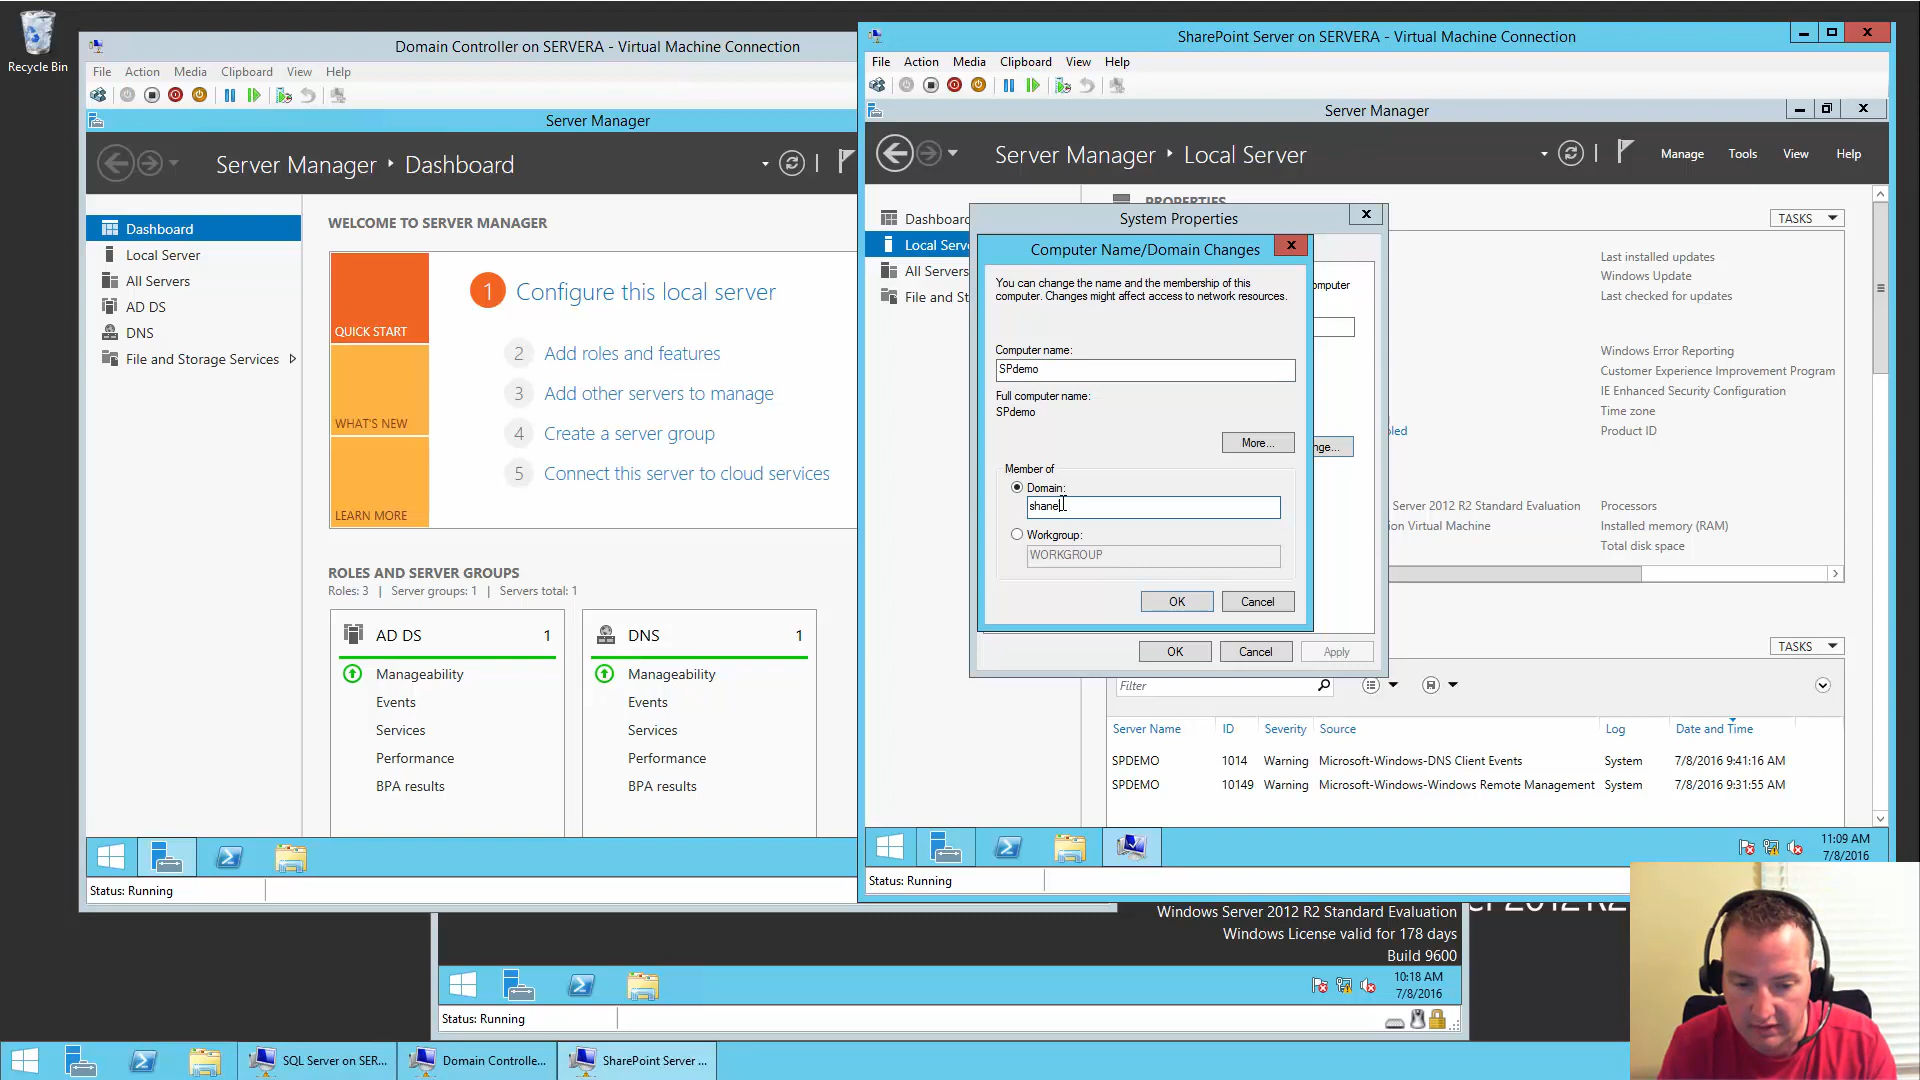 Recycle Bin
Domain Controller on SERVERA - Virtual Machine Connection
File Action Media Clipboard View Help
Server Manager
Server Manager • Dashboard
Dashboard
Local Server
All Servers
AD DS
DNS
File and Storage Services
WELCOME TO SERVER MANAGER
QUICK START
WHAT'S NEW
LEARN MORE
1 Configure this local server
2 Add roles and features
3 Add other servers to manage
4 Create a server group
5 Connect this server to cloud services
ROLES AND SERVER GROUPS
Roles: 3 | Server groups: 1 | Servers total: 1
AD DS 1
Manageability
Events
Services
Performance
BPA results
DNS 1
Manageability
Events
Services
Performance
BPA results
Status: Running
SharePoint Server on SERVERA - Virtual Machine Connection
File Action Media Clipboard View Help
Server Manager
Server Manager • Local Server
Manage Tools View Help
Dashboard
Local Serve
All Servers
File and St
PROPERTIES
TASKS
System Properties
Computer Name/Domain Changes
You can change the name and the membership of this
computer. Changes might affect access to network resources.
Computer name:
SPdemo
Full computer name:
SPdemo
More...
Member of
Domain:
shane
Workgroup:
WORKGROUP
OK Cancel
OK Cancel Apply
omputer
nge...
Last installed updates
Windows Update
Last checked for updates
Windows Error Reporting
Customer Experience Improvement Program
IE Enhanced Security Configuration
Time zone
Product ID
bled
Server 2012 R2 Standard Evaluation
on Virtual Machine
Processors
Installed memory (RAM)
Total disk space
TASKS
Filter
Server Name ID Severity Source Log Date and Time
SPDEMO 1014 Warning Microsoft-Windows-DNS Client Events System 7/8/2016 9:41:16 AM
SPDEMO 10149 Warning Microsoft-Windows-Windows Remote Management System 7/8/2016 9:31:55 AM
11:09 AM
7/8/2016
Status: Running
Windows Server 2012 R2 Standard Evaluation
Windows License valid for 178 days
Build 9600
10:18 AM
7/8/2016
Status: Running
SQL Server on SER...
Domain Controlle...
SharePoint Server ...